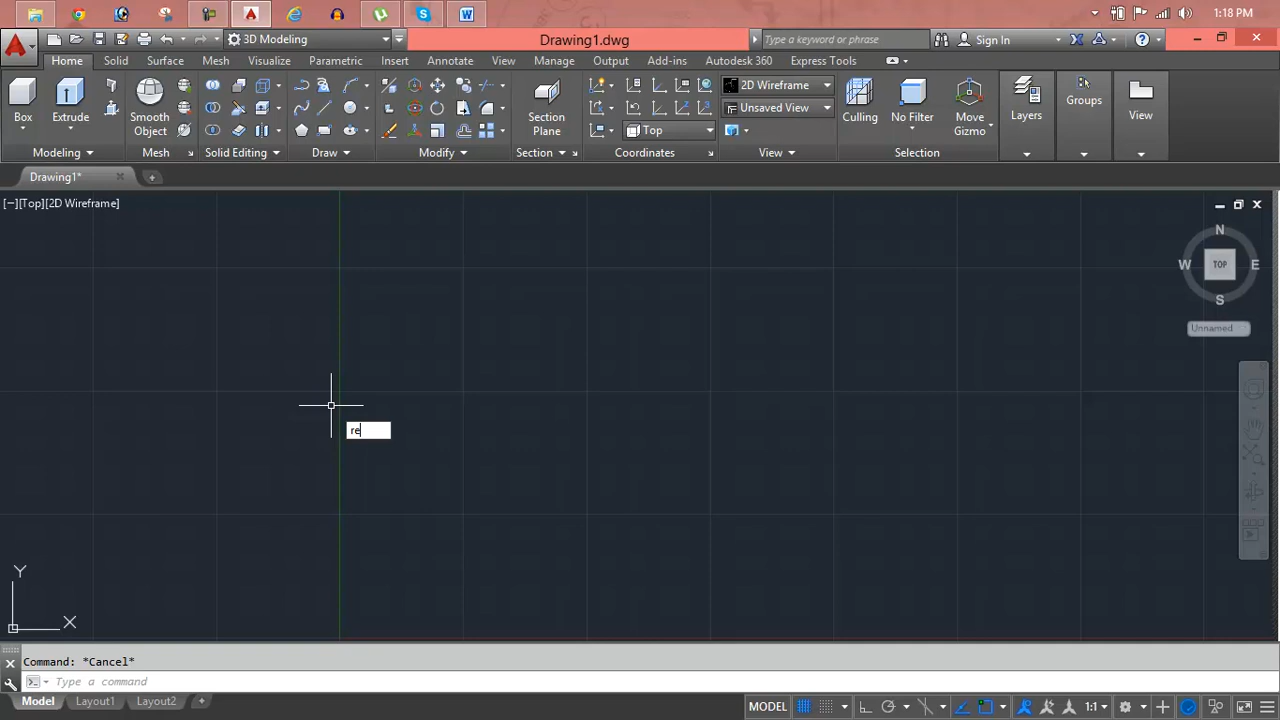 1:18 PM
3D Modeling
Drawing1.dwg
Type a keyword or phrase
Sign In
Home Solid Surface Mesh Visualize Parametric Insert Annotate View Manage Output Add-ins Autodesk 360 Express Tools
2D Wireframe
Unsaved View
Top
Box
Extrude
Smooth
Object
Section
Plane
Culling
No Filter
Move
Gizmo
Layers
Groups
View
Modeling
Mesh
Solid Editing
Draw
Modify
Section
Coordinates
View
Selection
Drawing1*
[−][Top][2D Wireframe]
N
W
TOP
E
S
Unnamed
re
Y
X
Command: *Cancel*
Type a command
Model Layout1 Layout2
MODEL
1:1